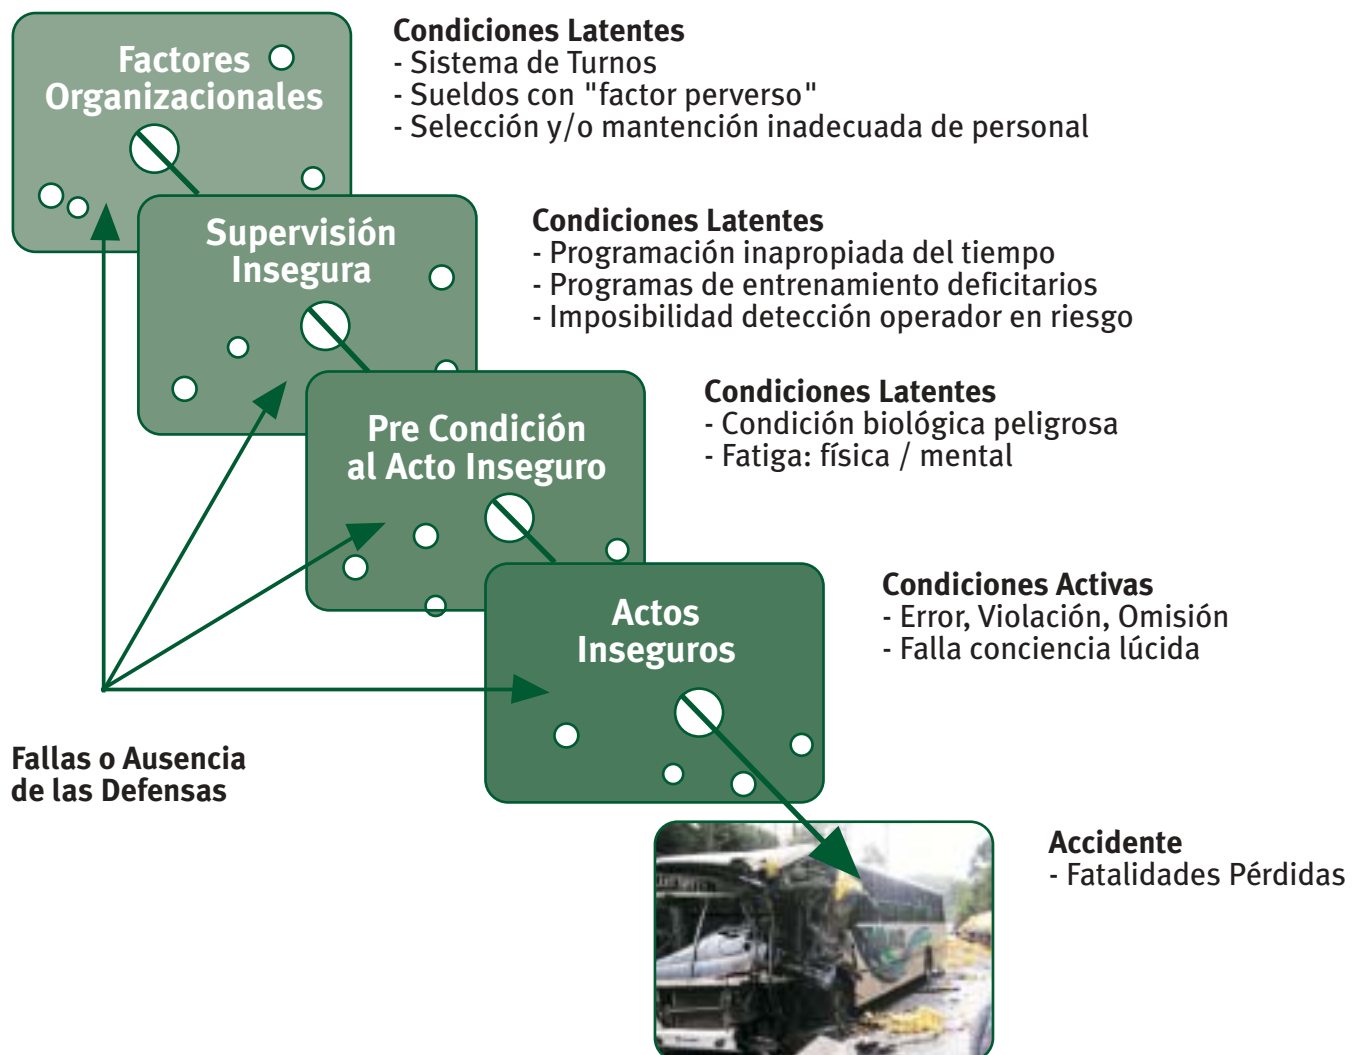 Factores
Organizacionales
Condiciones Latentes
- Sistema de Turnos
- Sueldos con "factor perverso"
- Selección y/o mantención inadecuada de personal
Supervisión
Insegura
Condiciones Latentes
- Programación inapropiada del tiempo
- Programas de entrenamiento deficitarios
- Imposibilidad detección operador en riesgo
Pre Condición
al Acto Inseguro
Condiciones Latentes
- Condición biológica peligrosa
- Fatiga: física / mental
Actos
Inseguros
Condiciones Activas
- Error, Violación, Omisión
- Falla conciencia lúcida
Fallas o Ausencia
de las Defensas
Accidente
- Fatalidades Pérdidas